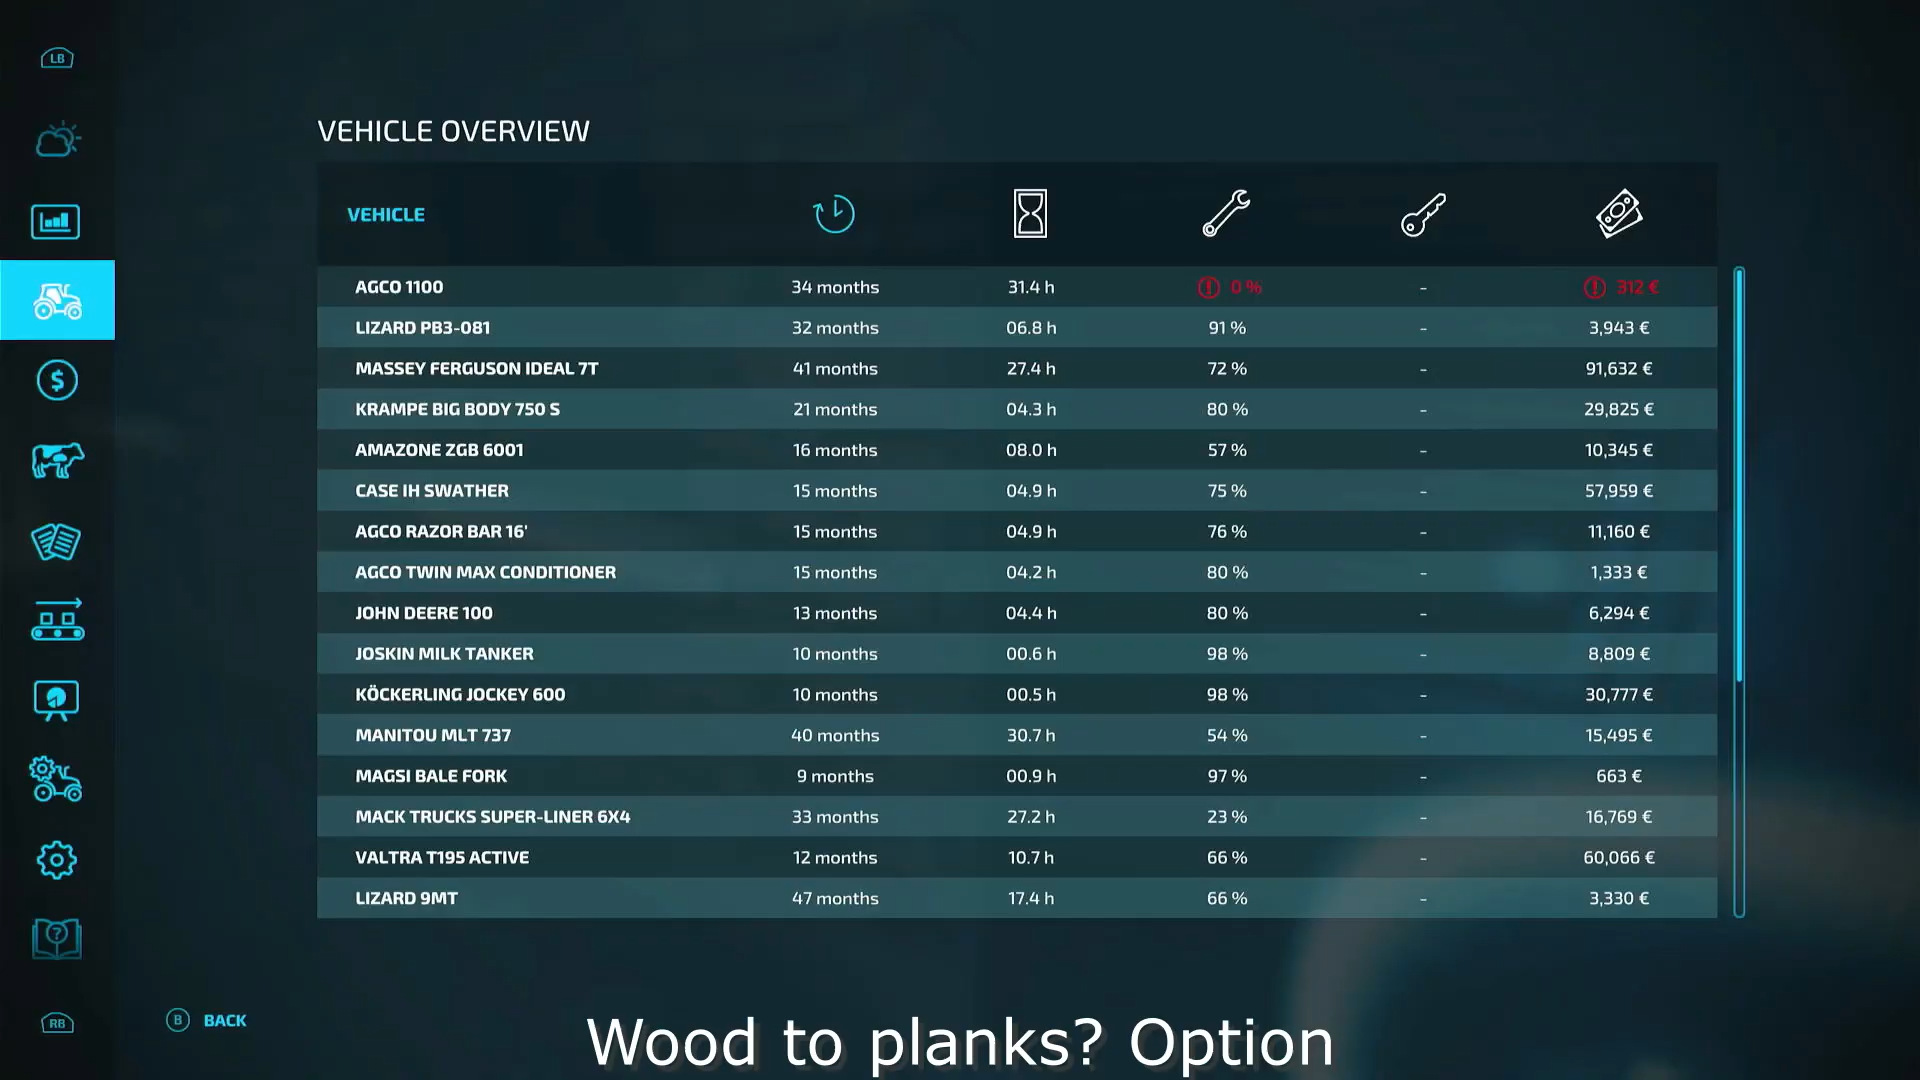 LB
VEHICLE OVERVIEW
VEHICLE
AGCO 1100 34 months 31.4 h 0 % - 312 €
LIZARD PB3-081 32 months 06.8 h 91 % - 3,943 €
MASSEY FERGUSON IDEAL 7T 41 months 27.4 h 72 % - 91,632 €
KRAMPE BIG BODY 750 S 21 months 04.3 h 80 % - 29,825 €
AMAZONE ZGB 6001 16 months 08.0 h 57 % - 10,345 €
CASE IH SWATHER 15 months 04.9 h 75 % - 57,959 €
AGCO RAZOR BAR 16' 15 months 04.9 h 76 % - 11,160 €
AGCO TWIN MAX CONDITIONER 15 months 04.2 h 80 % - 1,333 €
JOHN DEERE 100 13 months 04.4 h 80 % - 6,294 €
JOSKIN MILK TANKER 10 months 00.6 h 98 % - 8,809 €
KÖCKERLING JOCKEY 600 10 months 00.5 h 98 % - 30,777 €
MANITOU MLT 737 40 months 30.7 h 54 % - 15,495 €
MAGSI BALE FORK 9 months 00.9 h 97 % - 663 €
MACK TRUCKS SUPER-LINER 6X4 33 months 27.2 h 23 % - 16,769 €
VALTRA T195 ACTIVE 12 months 10.7 h 66 % - 60,066 €
LIZARD 9MT 47 months 17.4 h 66 % - 3,330 €
RB
B BACK
Wood to planks? Option